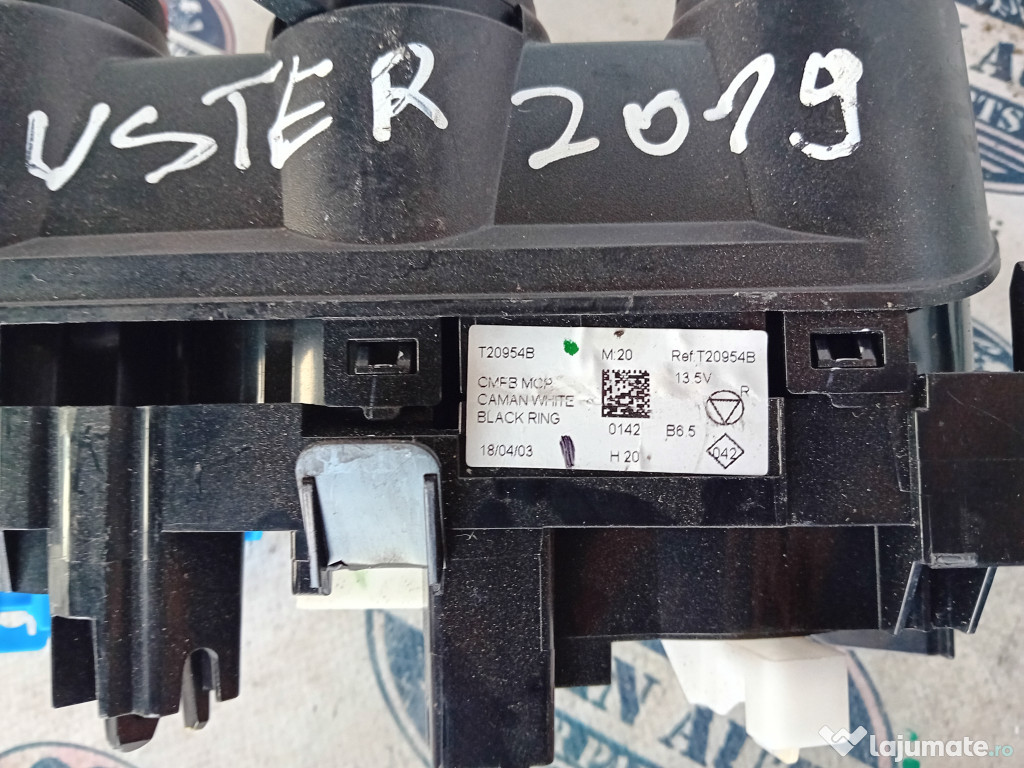 USTER 2019
T20954B
M:20
Ref:T20954B
CMFB MOP
CAMAN WHITE
BLACK RING
13.5V
R
0142
B6.5
18/04/03
H 20
042
lajumate.ro